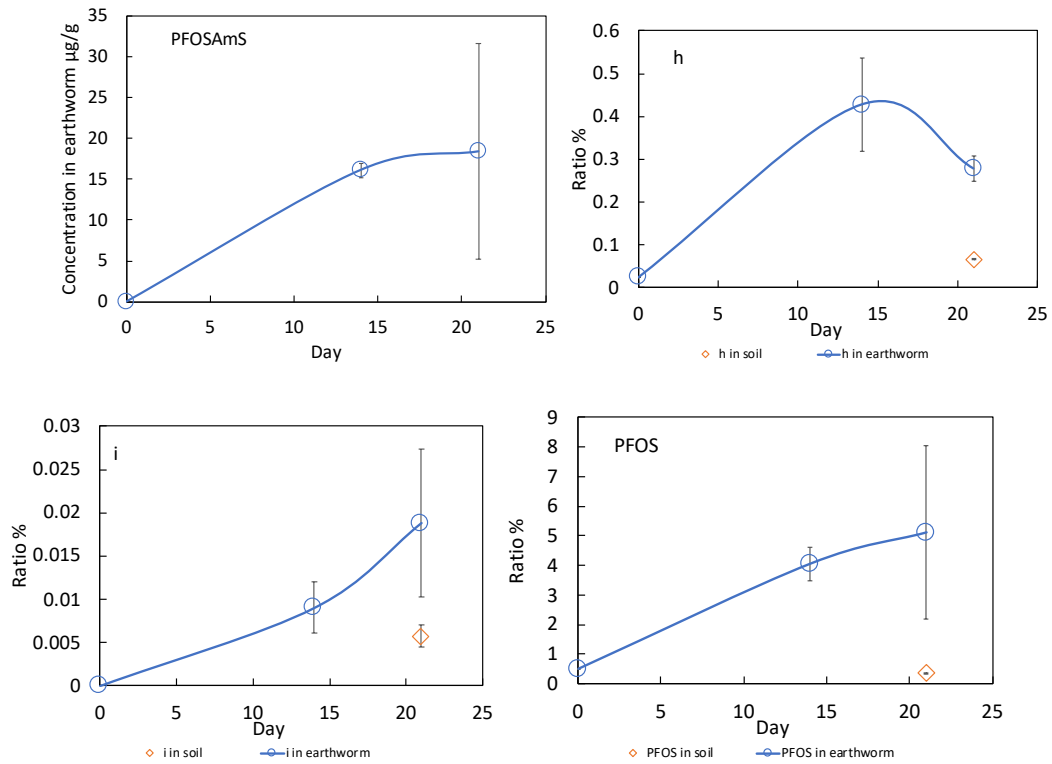 PFOSAmS
Concentration in earthworm µg/g
35
30
25
20
15
10
5
0
0 5 10 15 20 25
Day
h
Ratio %
0.6
0.5
0.4
0.3
0.2
0.1
0
0 5 10 15 20 25
Day
h in soil h in earthworm
i
Ratio %
0.03
0.025
0.02
0.015
0.01
0.005
0
0 5 10 15 20 25
Day
i in soil i in earthworm
PFOS
Ratio %
9
8
7
6
5
4
3
2
1
0
0 5 10 15 20 25
Day
PFOS in soil PFOS in earthworm